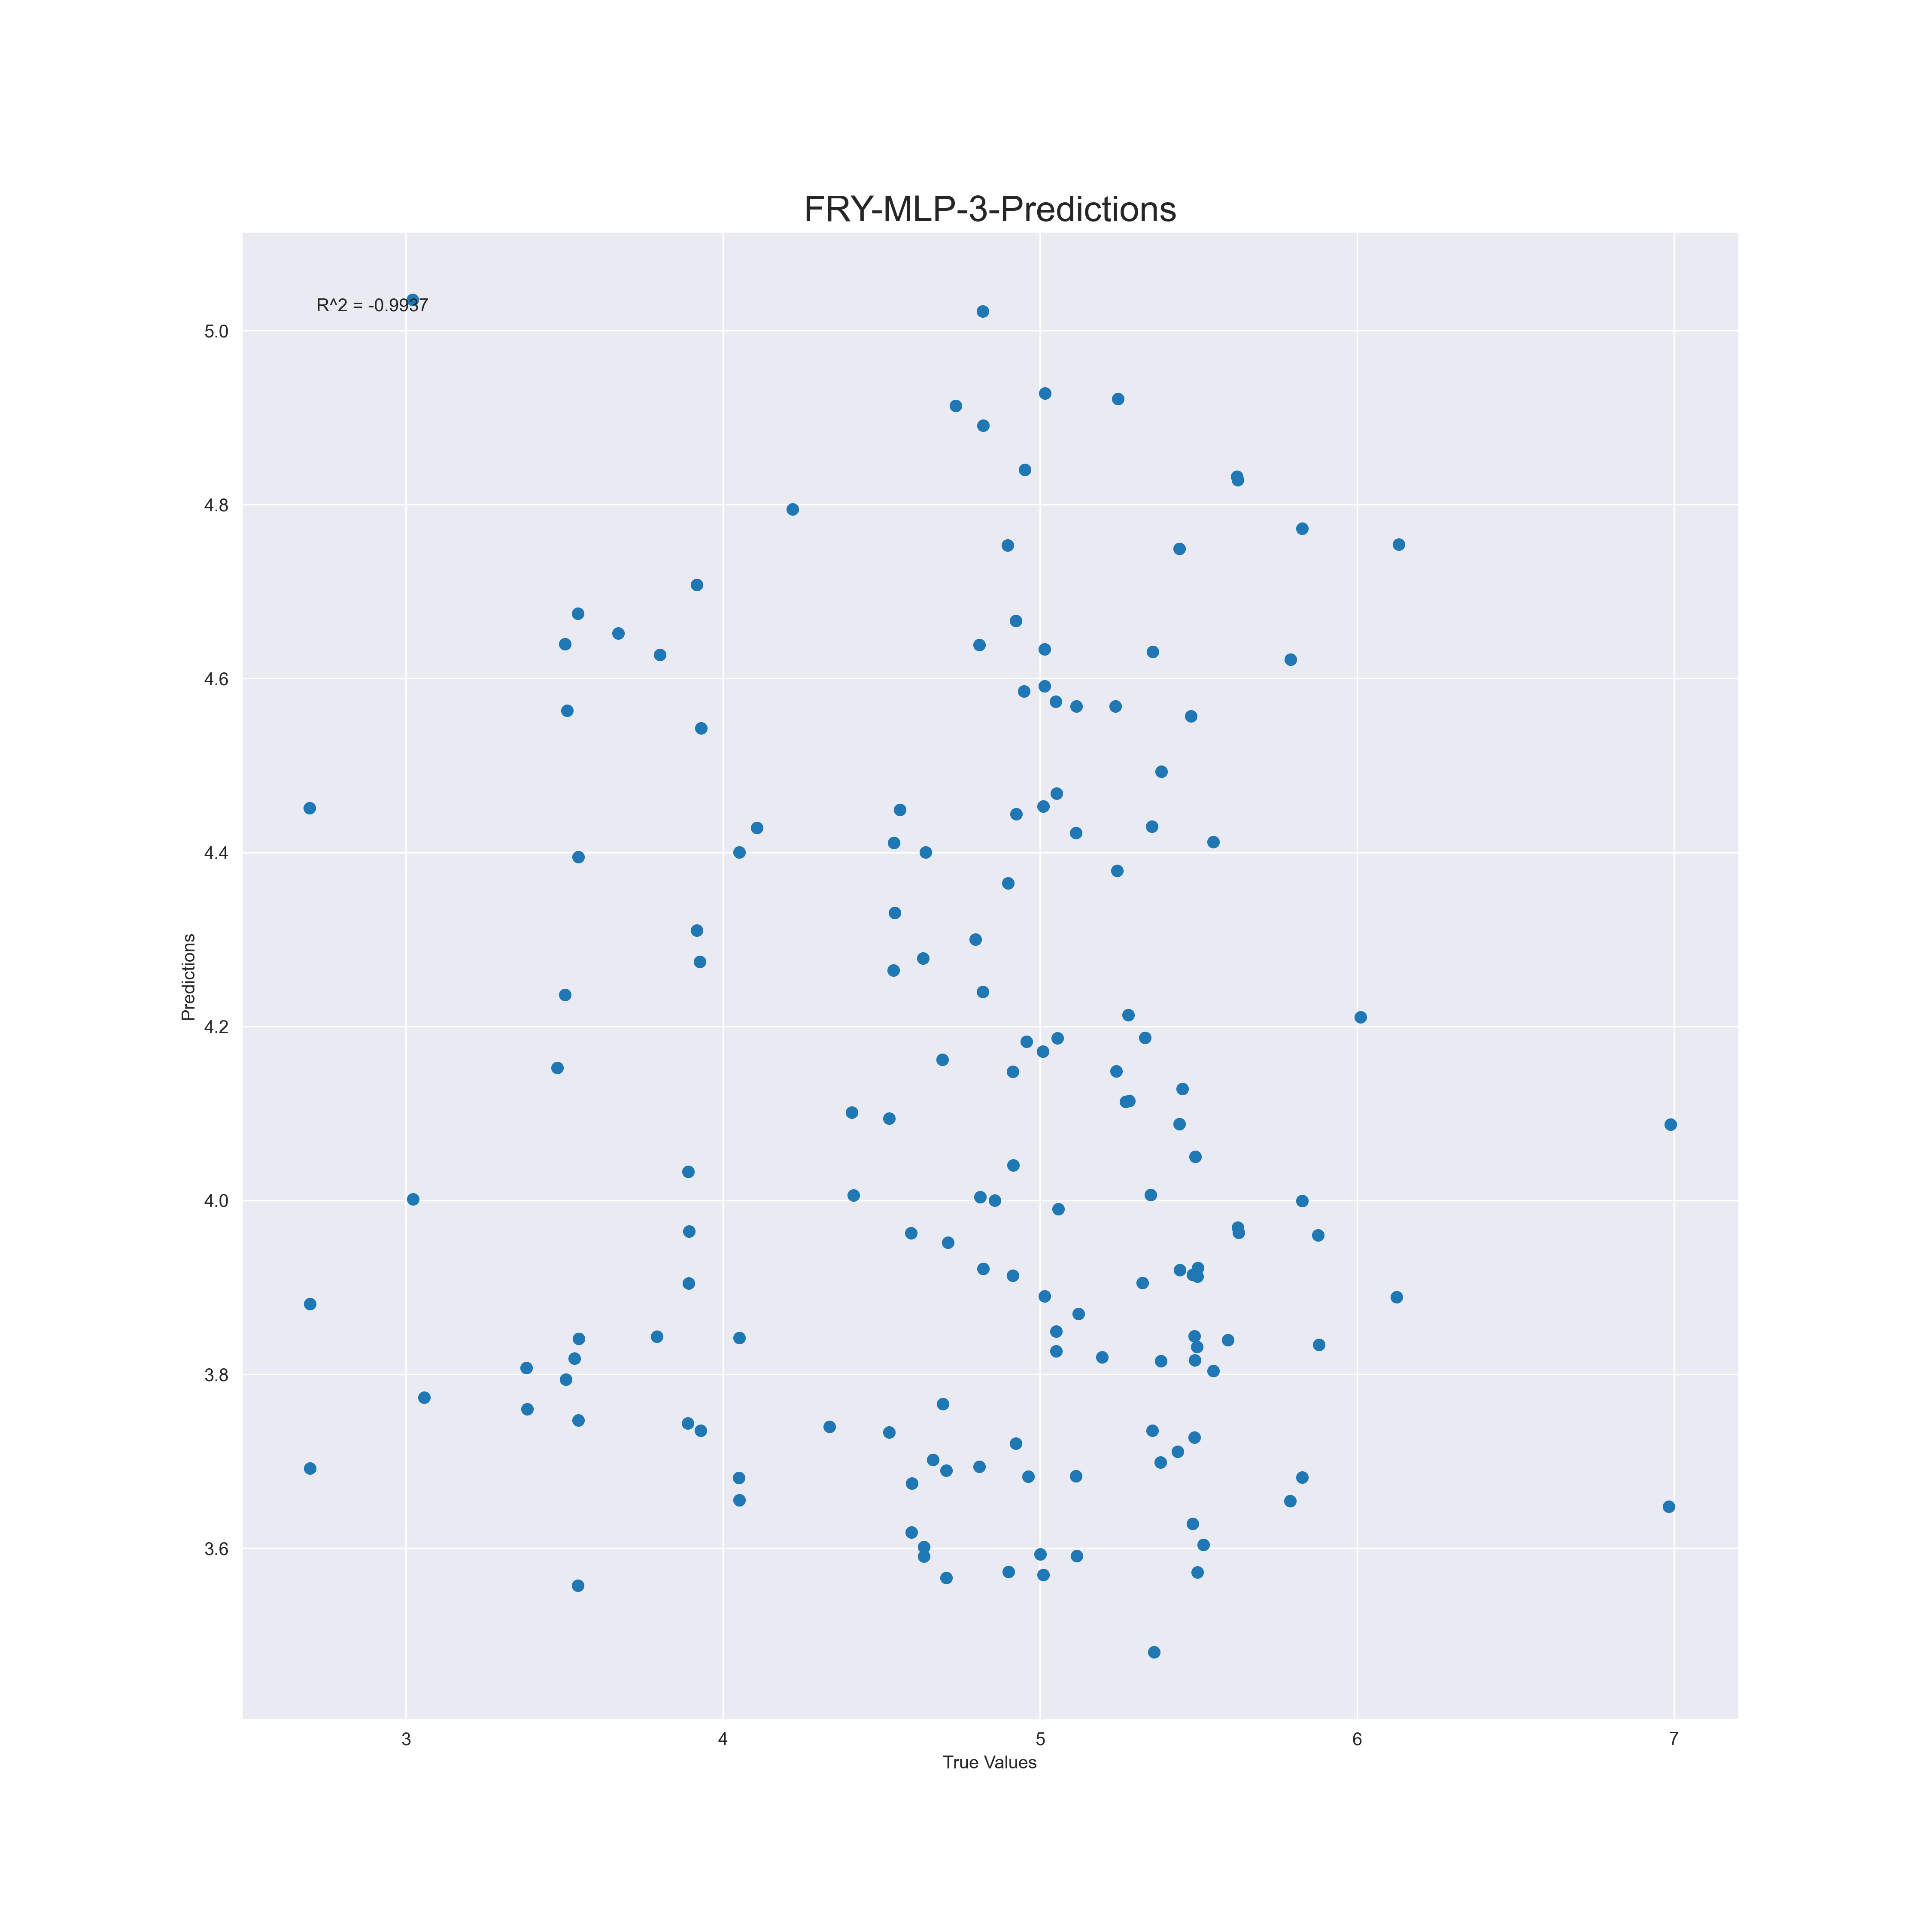 FRY-MLP-3-Predictions
R^2 = -0.9937
5.0
4.8
4.6
4.4
4.2
4.0
3.8
3.6
Predictions
3 4 5 6 7
True Values